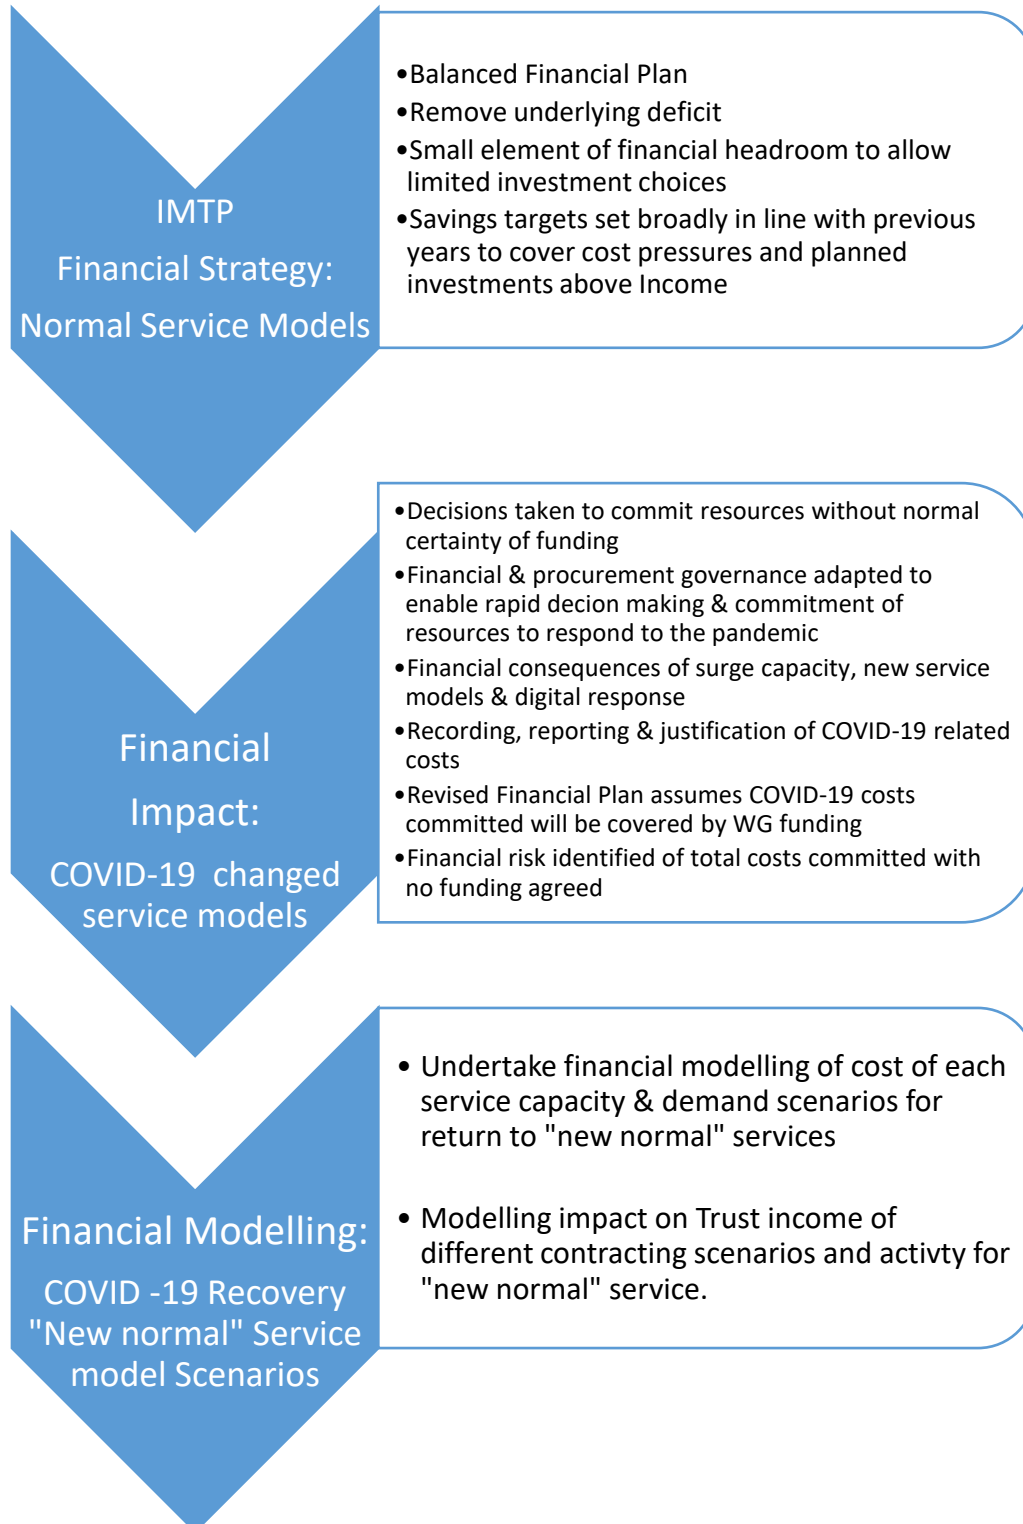 IMTP
Financial Strategy:
Normal Service Models
•Balanced Financial Plan
•Remove underlying deficit
•Small element of financial headroom to allow
limited investment choices
•Savings targets set broadly in line with previous
years to cover cost pressures and planned
investments above Income
Financial
Impact:
COVID-19 changed
service models
•Decisions taken to commit resources without normal
certainty of funding
•Financial & procurement governance adapted to
enable rapid decion making & commitment of
resources to respond to the pandemic
•Financial consequences of surge capacity, new service
models & digital response
•Recording, reporting & justification of COVID-19 related
costs
•Revised Financial Plan assumes COVID-19 costs
committed will be covered by WG funding
•Financial risk identified of total costs committed with
no funding agreed
Financial Modelling:
COVID -19 Recovery
"New normal" Service
model Scenarios
• Undertake financial modelling of cost of each
service capacity & demand scenarios for
return to "new normal" services
• Modelling impact on Trust income of
different contracting scenarios and activty for
"new normal" service.